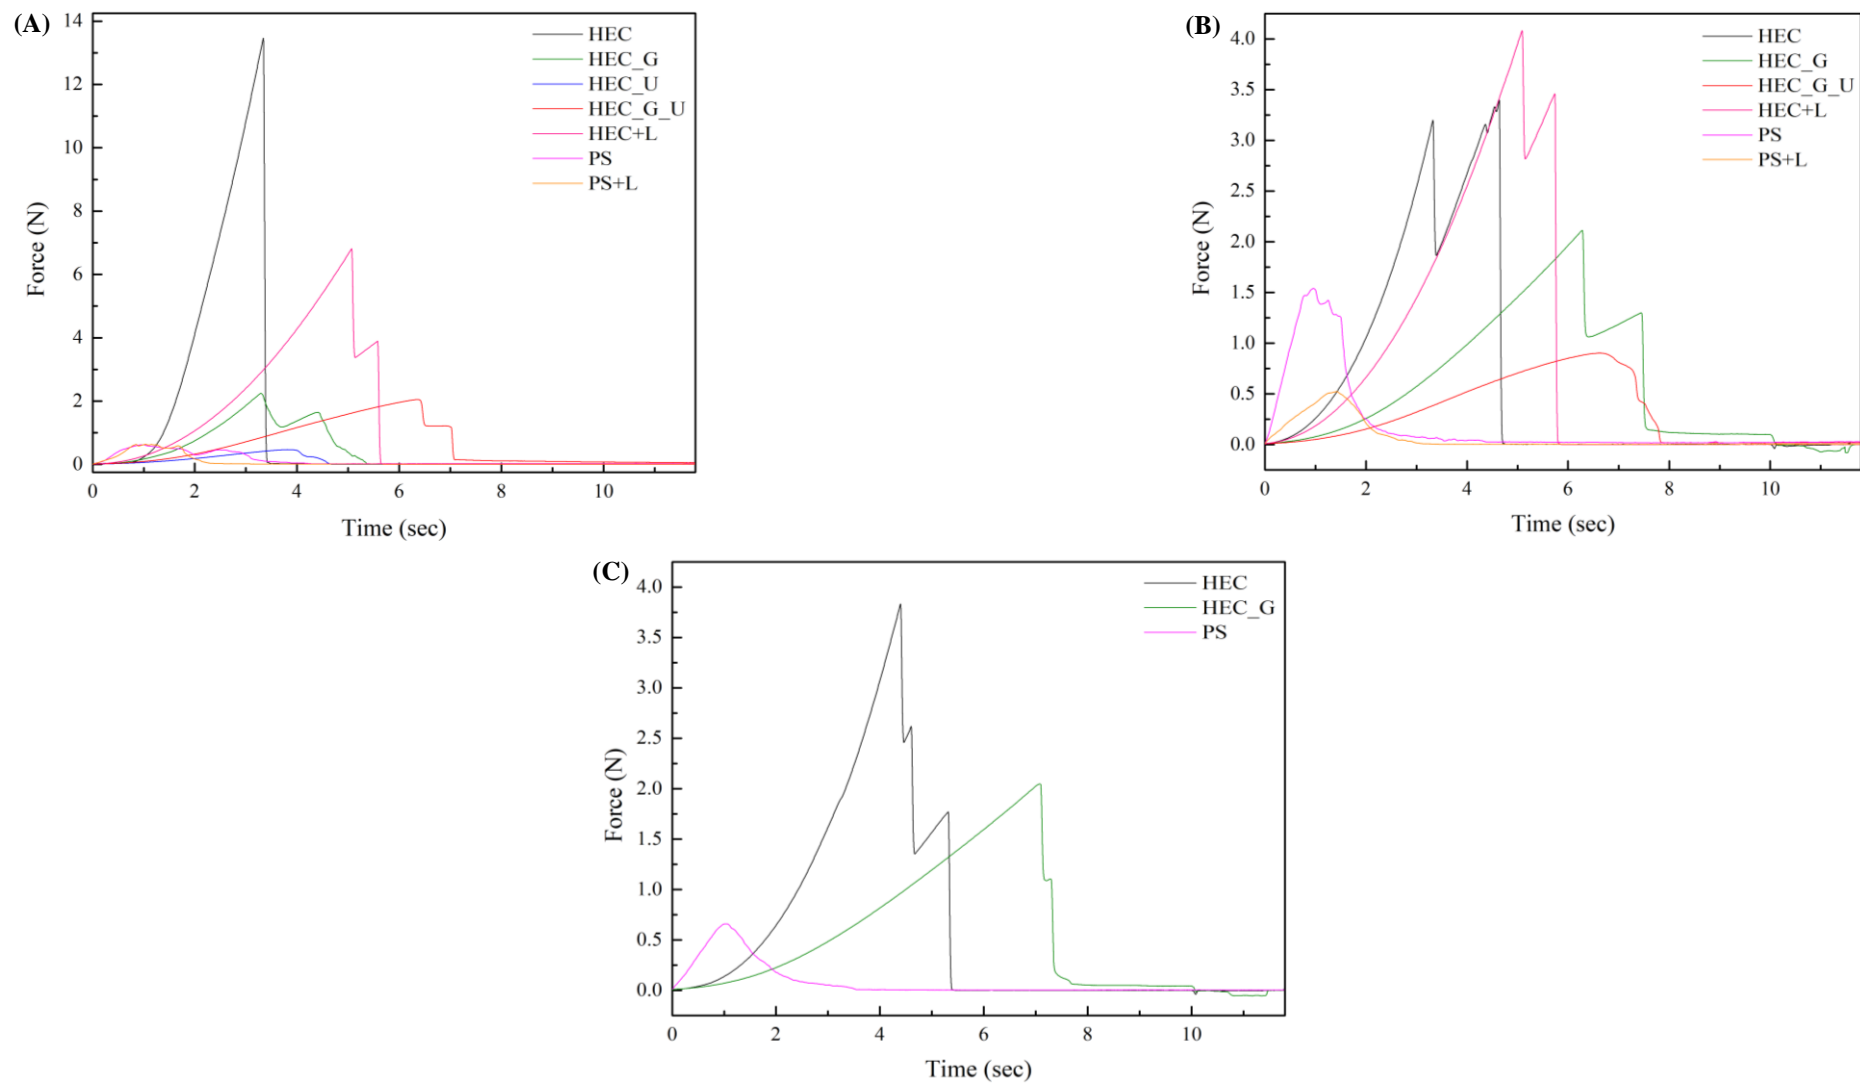 (A)
14
12
10
8
6
4
2
0
Force (N)
HEC
HEC_G
HEC_U
HEC_G_U
HEC+L
PS
PS+L
0 2 4 6 8 10
Time (sec)
(B)
4.0
3.5
3.0
2.5
2.0
1.5
1.0
0.5
0.0
Force (N)
HEC
HEC_G
HEC_G_U
HEC+L
PS
PS+L
0 2 4 6 8 10
Time (sec)
(C)
4.0
3.5
3.0
2.5
2.0
1.5
1.0
0.5
0.0
Force (N)
HEC
HEC_G
PS
0 2 4 6 8 10
Time (sec)